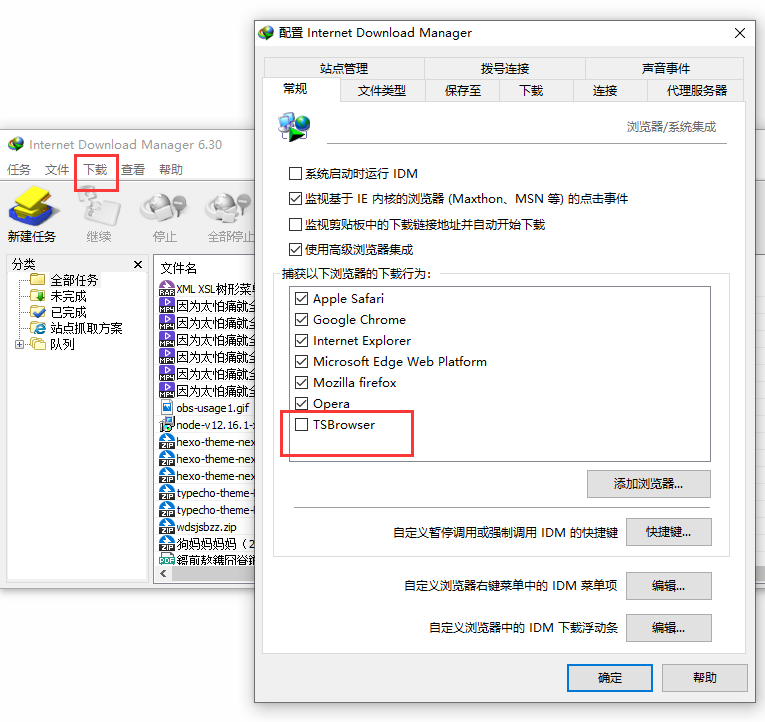 配置 Internet Download Manager
站点管理
拨号连接
声音事件
常规
文件类型
保存至
下载
连接
代理服务器
浏览器/系统集成
系统启动时运行 IDM
监视基于 IE 内核的浏览器 (Maxthon、MSN 等) 的点击事件
监视剪贴板中的下载链接地址并自动开始下载
使用高级浏览器集成
捕获以下浏览器的下载行为:
Apple Safari
Google Chrome
Internet Explorer
Microsoft Edge Web Platform
Mozilla firefox
Opera
TSBrowser
添加浏览器...
自定义暂停调用或强制调用 IDM 的快捷键
快捷键...
自定义浏览器右键菜单中的 IDM 菜单项
编辑...
自定义浏览器中的 IDM 下载浮动条
编辑...
确定
帮助
Internet Download Manager 6.30
任务
文件
下载
查看
帮助
新建任务
继续
停止
全部停止
分类
全部任务
未完成
已完成
站点抓取方案
队列
文件名
XML XSL树形菜单
因为太怕痛就全
因为太怕痛就全
因为太怕痛就全
因为太怕痛就全
因为太怕痛就全
因为太怕痛就全
obs-usage1.gif
node-v12.16.1-x
hexo-theme-nex
hexo-theme-nex
hexo-theme-nex
typecho-theme-
typecho-theme-
wdsjsbzz.zip
狗妈妈妈妈（2